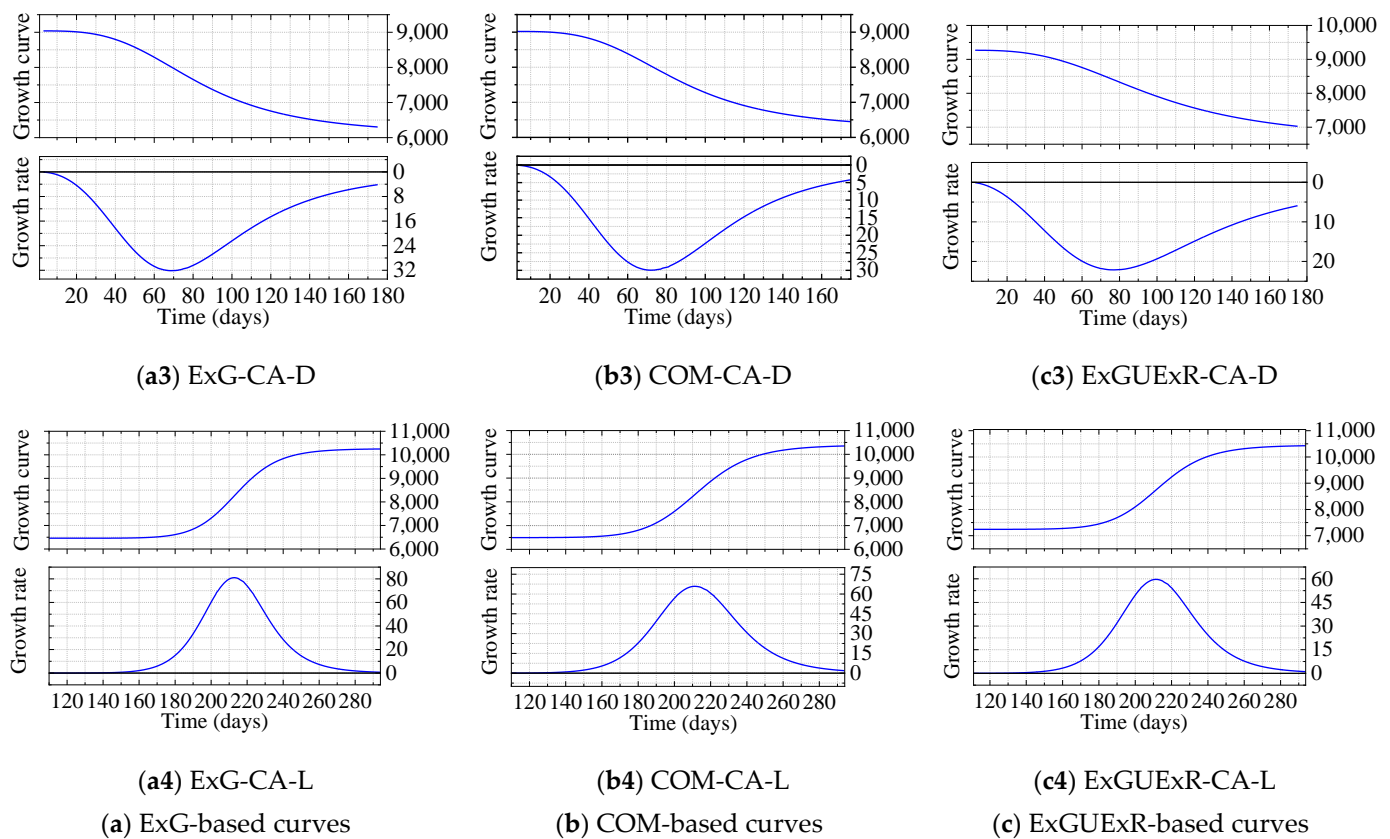 Growth curve
9,000
8,000
7,000
6,000
Growth rate
0
8
16
24
32
20 40 60 80 100 120 140 160 180
Time (days)
(a3) ExG-CA-D
Growth curve
9,000
8,000
7,000
6,000
Growth rate
0
5
10
15
20
25
30
20 40 60 80 100 120 140 160
Time (days)
(b3) COM-CA-D
Growth curve
10,000
9,000
8,000
7,000
Growth rate
0
10
20
20 40 60 80 100 120 140 160 180
Time (days)
(c3) ExGUExR-CA-D
Growth curve
11,000
10,000
9,000
8,000
7,000
6,000
Growth rate
80
60
40
20
0
120 140 160 180 200 220 240 260 280
Time (days)
(a4) ExG-CA-L
Growth curve
11,000
10,000
9,000
8,000
7,000
6,000
Growth rate
75
60
45
30
15
0
120 140 160 180 200 220 240 260 280
Time (days)
(b4) COM-CA-L
Growth curve
11,000
10,000
9,000
8,000
7,000
Growth rate
60
45
30
15
0
120 140 160 180 200 220 240 260 280
Time (days)
(c4) ExGUExR-CA-L
(a) ExG-based curves
(b) COM-based curves
(c) ExGUExR-based curves